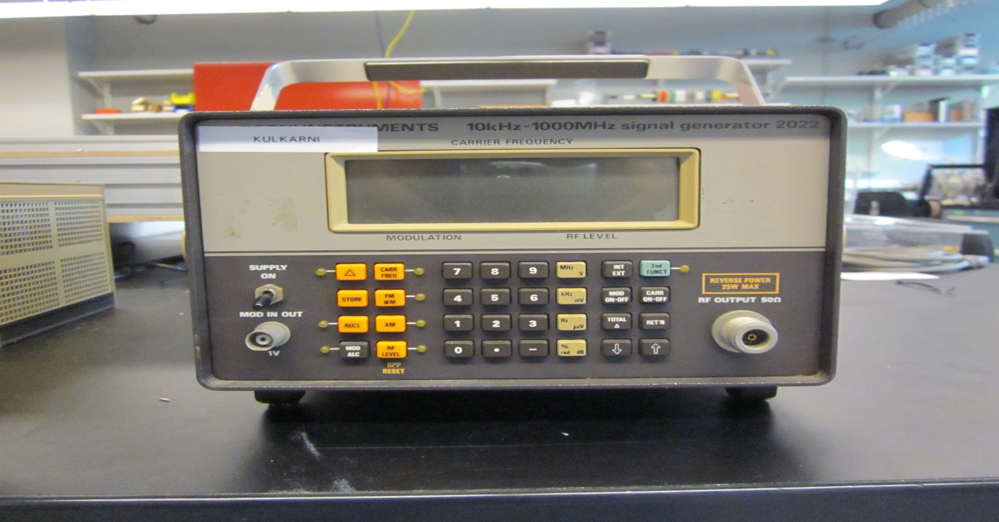 INSTRUMENTS 10kHz-1000MHz signal generator 2022
KULKARNI
CARRIER FREQUENCY
MODULATION RF LEVEL
SUPPLY
ON
MOD IN OUT
1V
△ CARR FREQ
STORE FM ΦM
RECL AM
MOD ALC RF LEVEL
RPP
RESET
7 8 9 MHz V
4 5 6 kHz mV
1 2 3 Hz µV
0 • – % rad dB
INT EXT 2nd FUNCT
MOD ON-OFF CARR ON-OFF
TOTAL △ RET'N
⇩ ⇧
REVERSE POWER
25W MAX
RF OUTPUT 50Ω